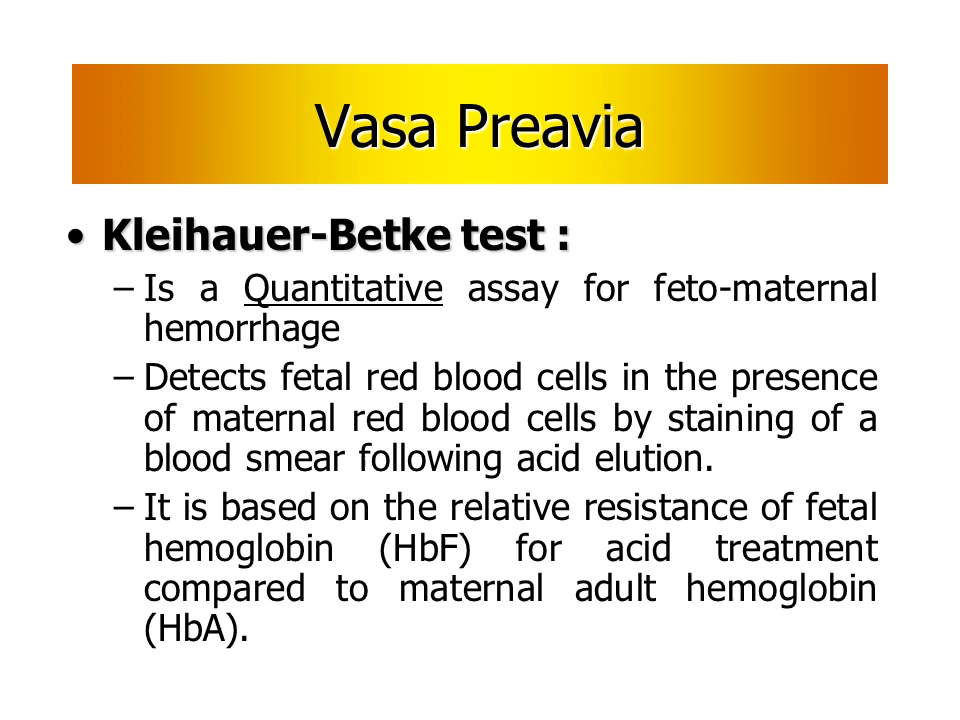 Vasa Preavia
• Kleihauer-Betke test :
– Is a Quantitative assay for feto-maternal
hemorrhage
– Detects fetal red blood cells in the presence
of maternal red blood cells by staining of a
blood smear following acid elution.
– It is based on the relative resistance of fetal
hemoglobin (HbF) for acid treatment
compared to maternal adult hemoglobin
(HbA).